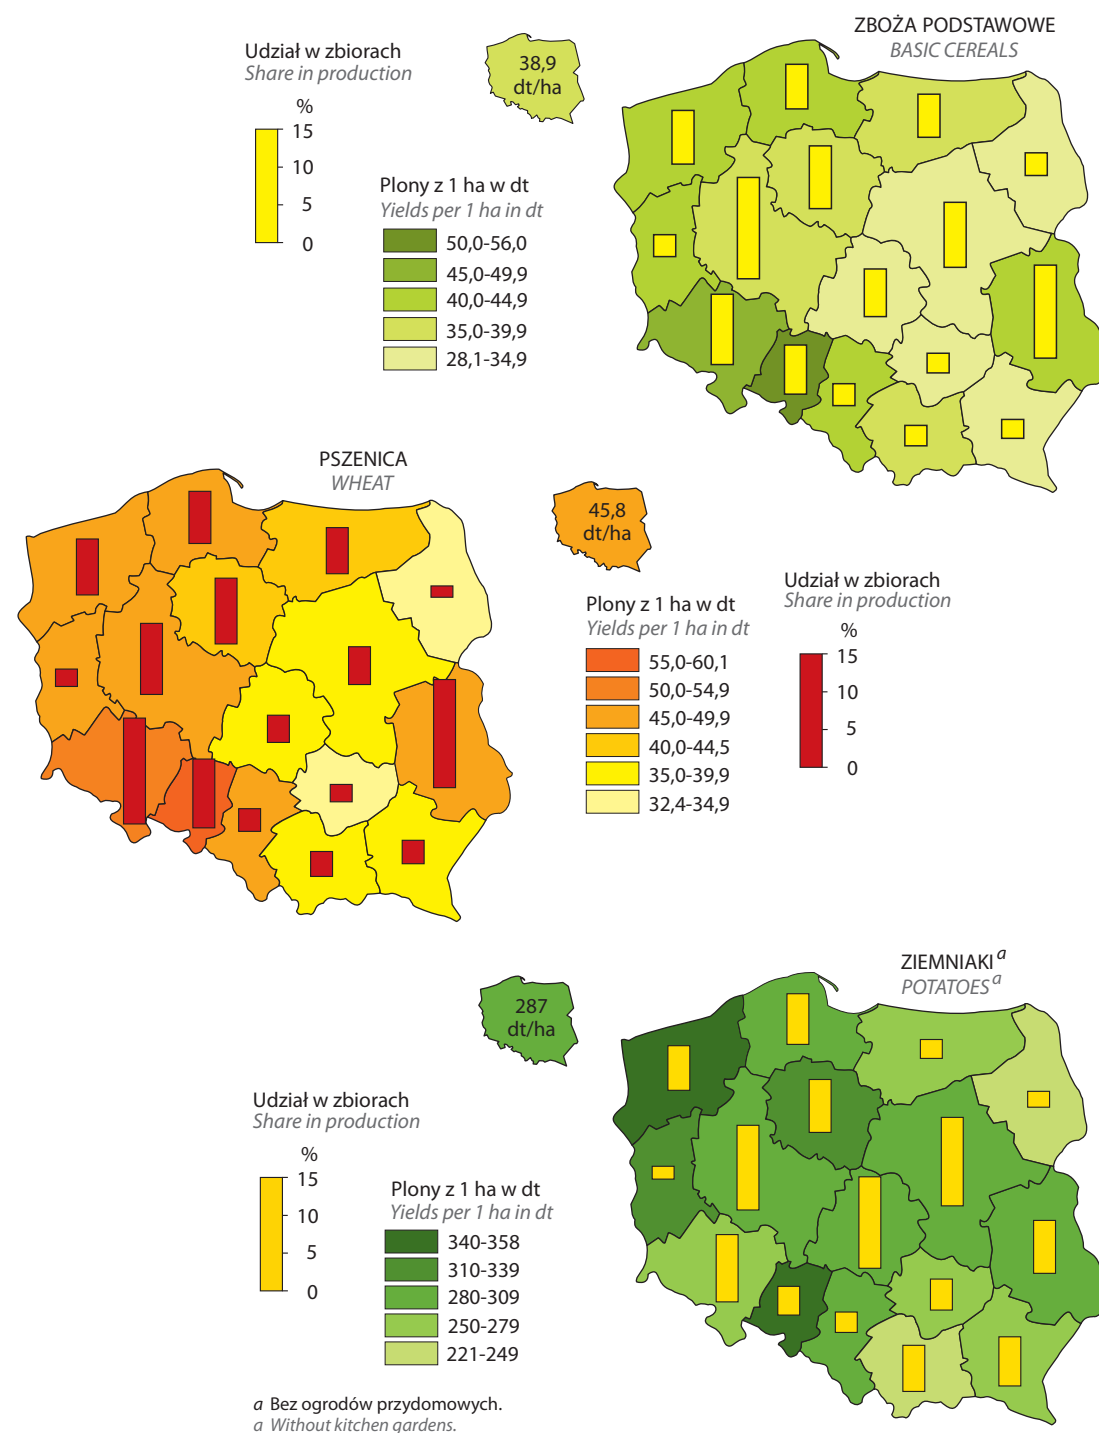 ZBOŻA PODSTAWOWE
BASIC CEREALS
Udział w zbiorach
Share in production
%
15
10
5
0
38,9
dt/ha
Plony z 1 ha w dt
Yields per 1 ha in dt
50,0-56,0
45,0-49,9
40,0-44,9
35,0-39,9
28,1-34,9
PSZENICA
WHEAT
45,8
dt/ha
Plony z 1 ha w dt
Yields per 1 ha in dt
55,0-60,1
50,0-54,9
45,0-49,9
40,0-44,5
35,0-39,9
32,4-34,9
Udział w zbiorach
Share in production
%
15
10
5
0
ZIEMNIAKI a
POTATOES a
287
dt/ha
Udział w zbiorach
Share in production
%
15
10
5
0
Plony z 1 ha w dt
Yields per 1 ha in dt
340-358
310-339
280-309
250-279
221-249
a Bez ogrodów przydomowych.
a Without kitchen gardens.